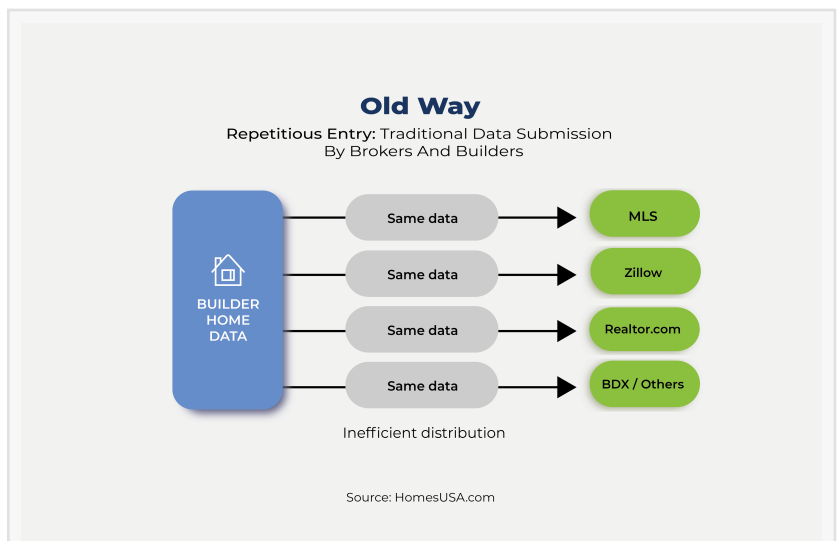 Old Way
Repetitious Entry: Traditional Data Submission
By Brokers And Builders
BUILDER
HOME
DATA
Same data
MLS
Same data
Zillow
Same data
Realtor.com
Same data
BDX / Others
Inefficient distribution
Source: HomesUSA.com